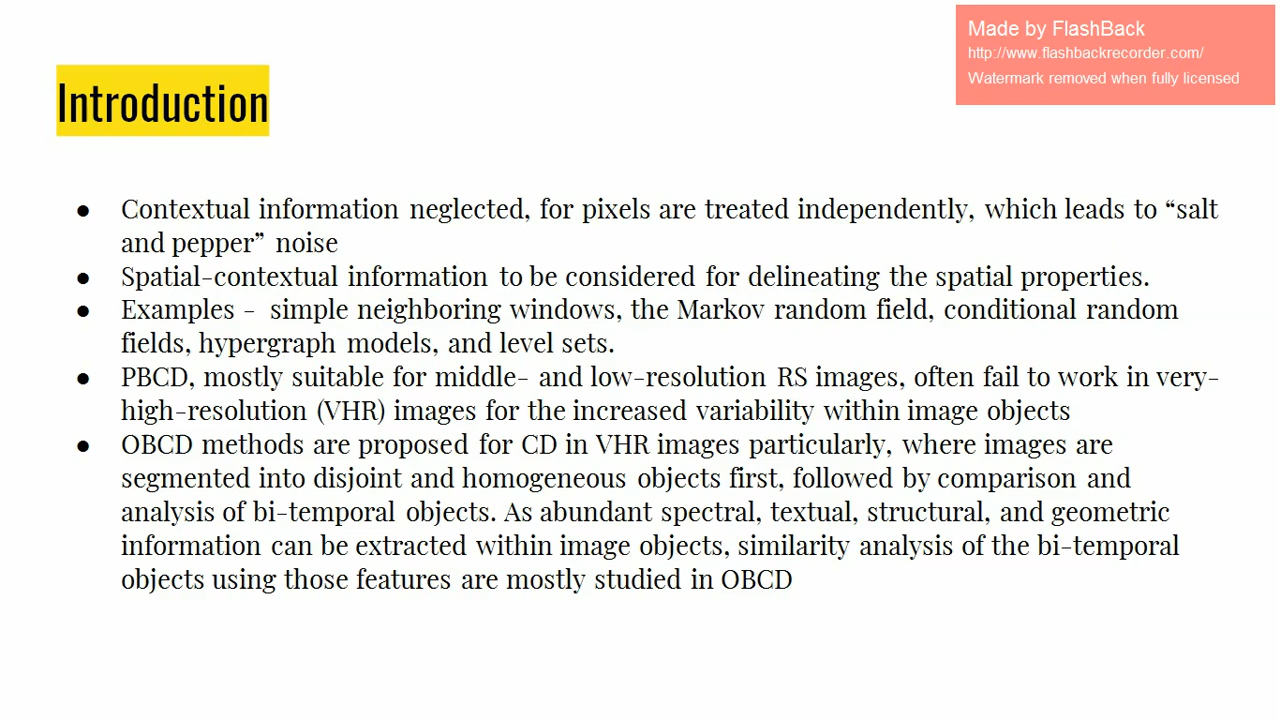 Made by FlashBack
http://www.flashbackrecorder.com/
Watermark removed when fully licensed
Introduction
● Contextual information neglected, for pixels are treated independently, which leads to “salt
and pepper” noise
● Spatial-contextual information to be considered for delineating the spatial properties.
● Examples - simple neighboring windows, the Markov random field, conditional random
fields, hypergraph models, and level sets.
● PBCD, mostly suitable for middle- and low-resolution RS images, often fail to work in very-
high-resolution (VHR) images for the increased variability within image objects
● OBCD methods are proposed for CD in VHR images particularly, where images are
segmented into disjoint and homogeneous objects first, followed by comparison and
analysis of bi-temporal objects. As abundant spectral, textual, structural, and geometric
information can be extracted within image objects, similarity analysis of the bi-temporal
objects using those features are mostly studied in OBCD